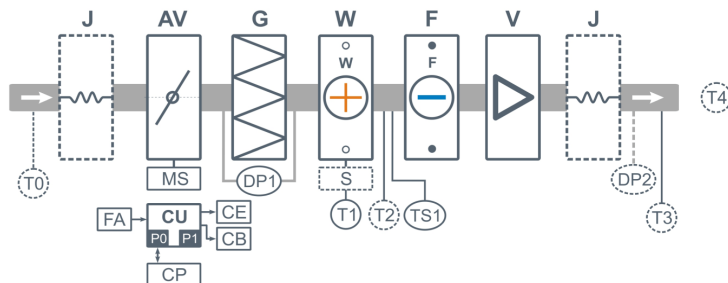 J AV G W F V J
W F
T4
T0 MS DP1 S T1 T2 TS1 DP2 T3
FA CU CE
P0 P1 CB
CP